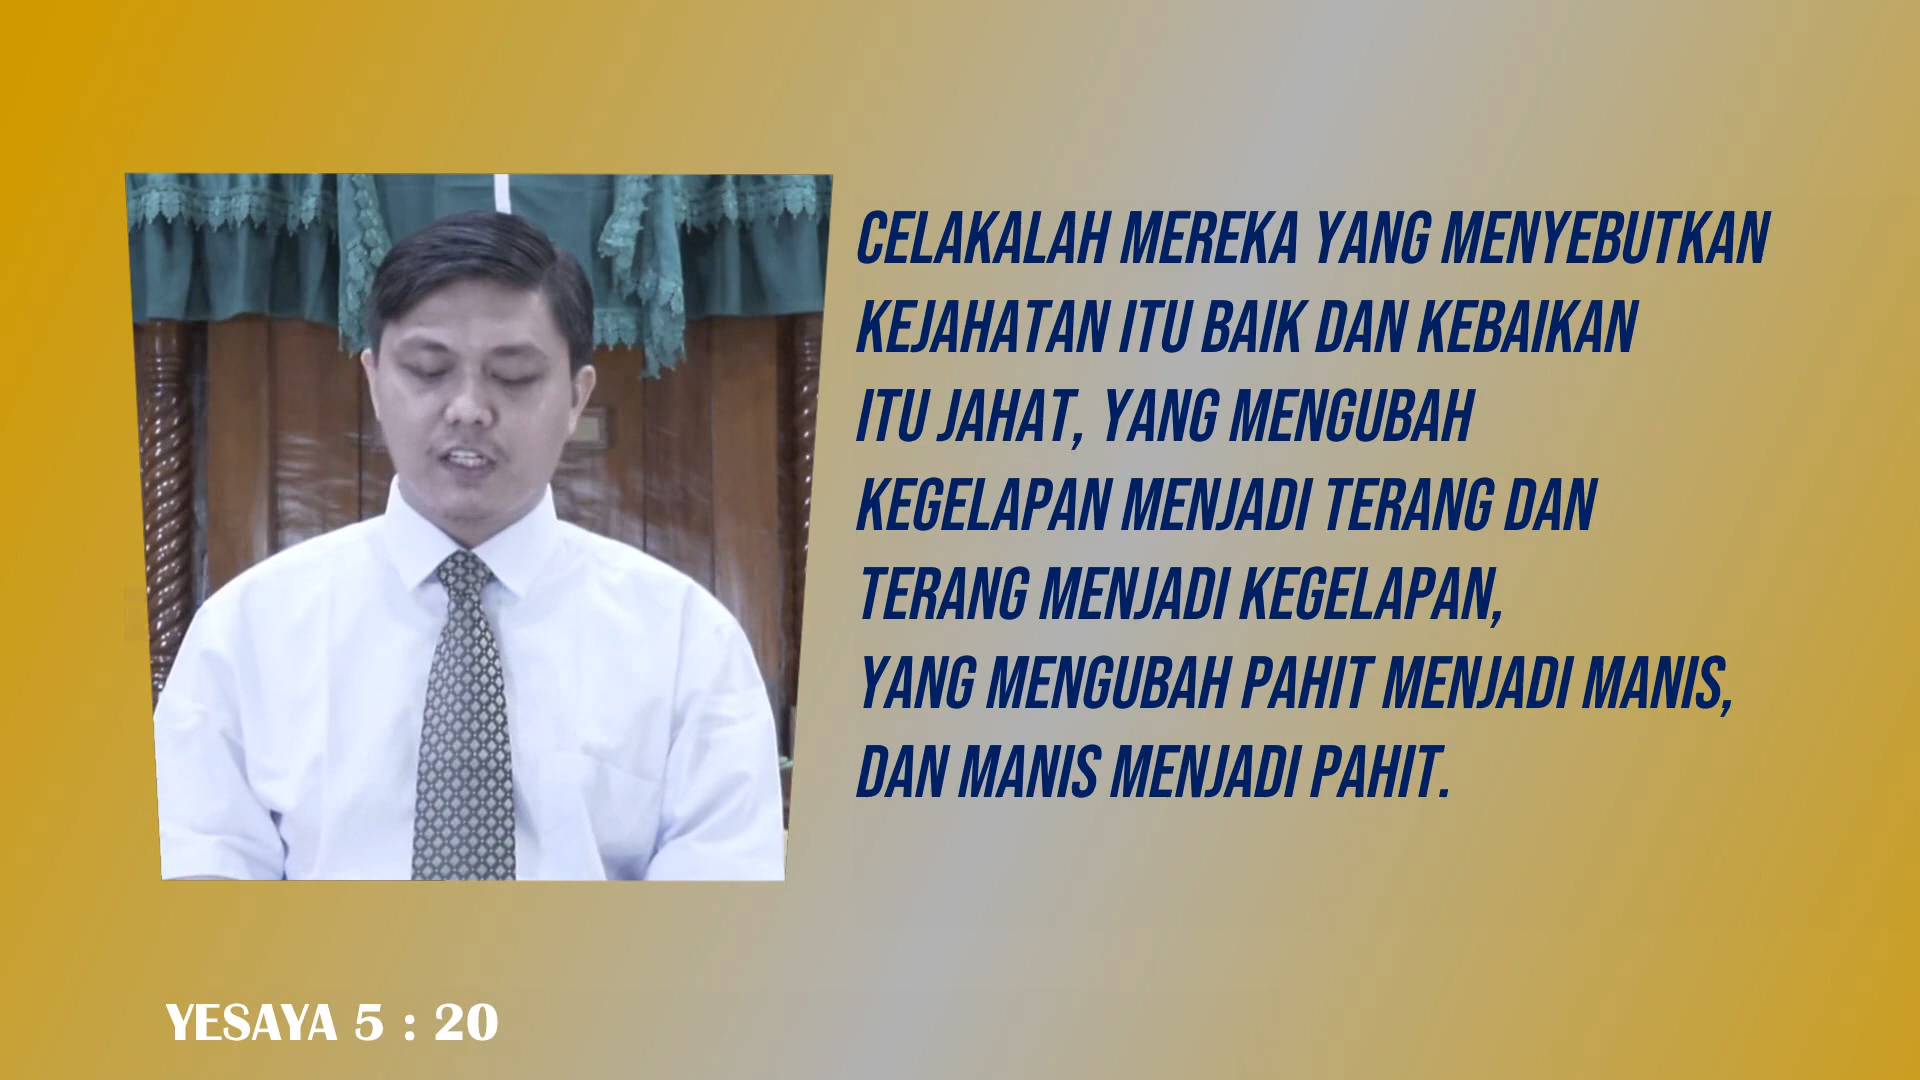 CELAKALAH MEREKA YANG MENYEBUTKAN
KEJAHATAN ITU BAIK DAN KEBAIKAN
ITU JAHAT, YANG MENGUBAH
KEGELAPAN MENJADI TERANG DAN
TERANG MENJADI KEGELAPAN,
YANG MENGUBAH PAHIT MENJADI MANIS,
DAN MANIS MENJADI PAHIT.
YESAYA 5 : 20